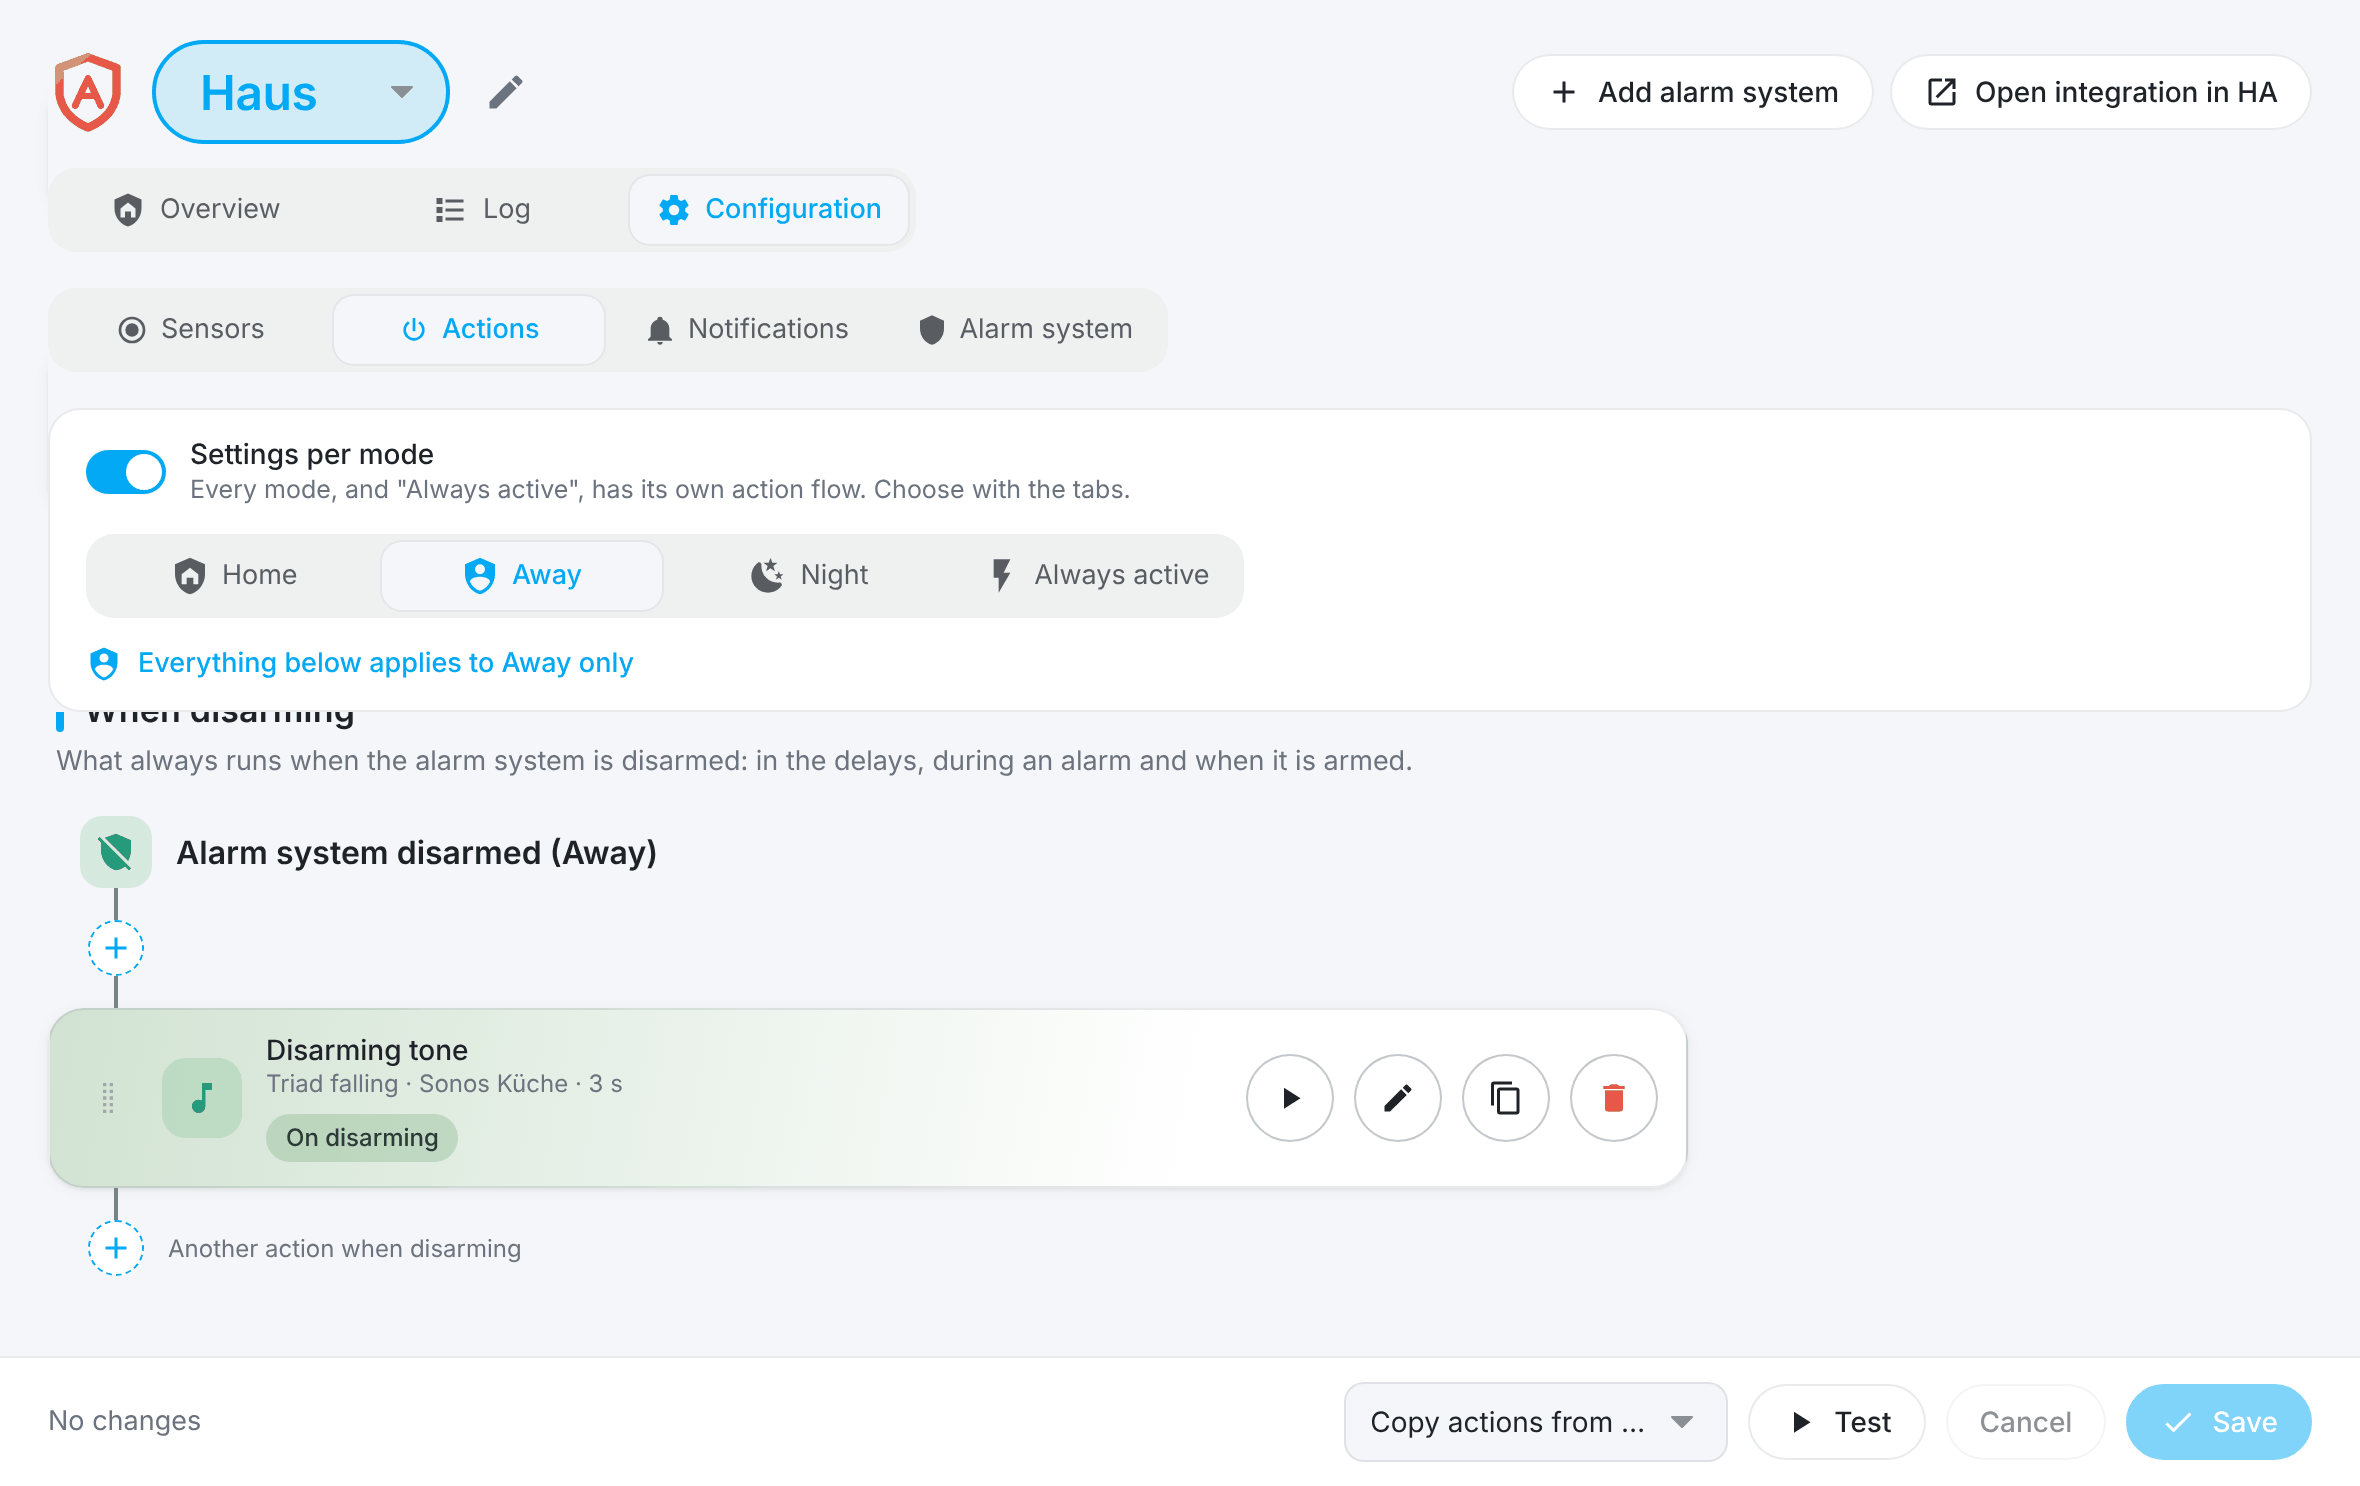 Haus
Add alarm system
Open integration in HA
Overview
Log
Configuration
Sensors
Actions
Notifications
Alarm system
Settings per mode
Every mode, and "Always active", has its own action flow. Choose with the tabs.
Home
Away
Night
Always active
Everything below applies to Away only
When disarming
What always runs when the alarm system is disarmed: in the delays, during an alarm and when it is armed.
Alarm system disarmed (Away)
Disarming tone
Triad falling · Sonos Küche · 3 s
On disarming
Another action when disarming
No changes
Copy actions from ...
Test
Cancel
Save